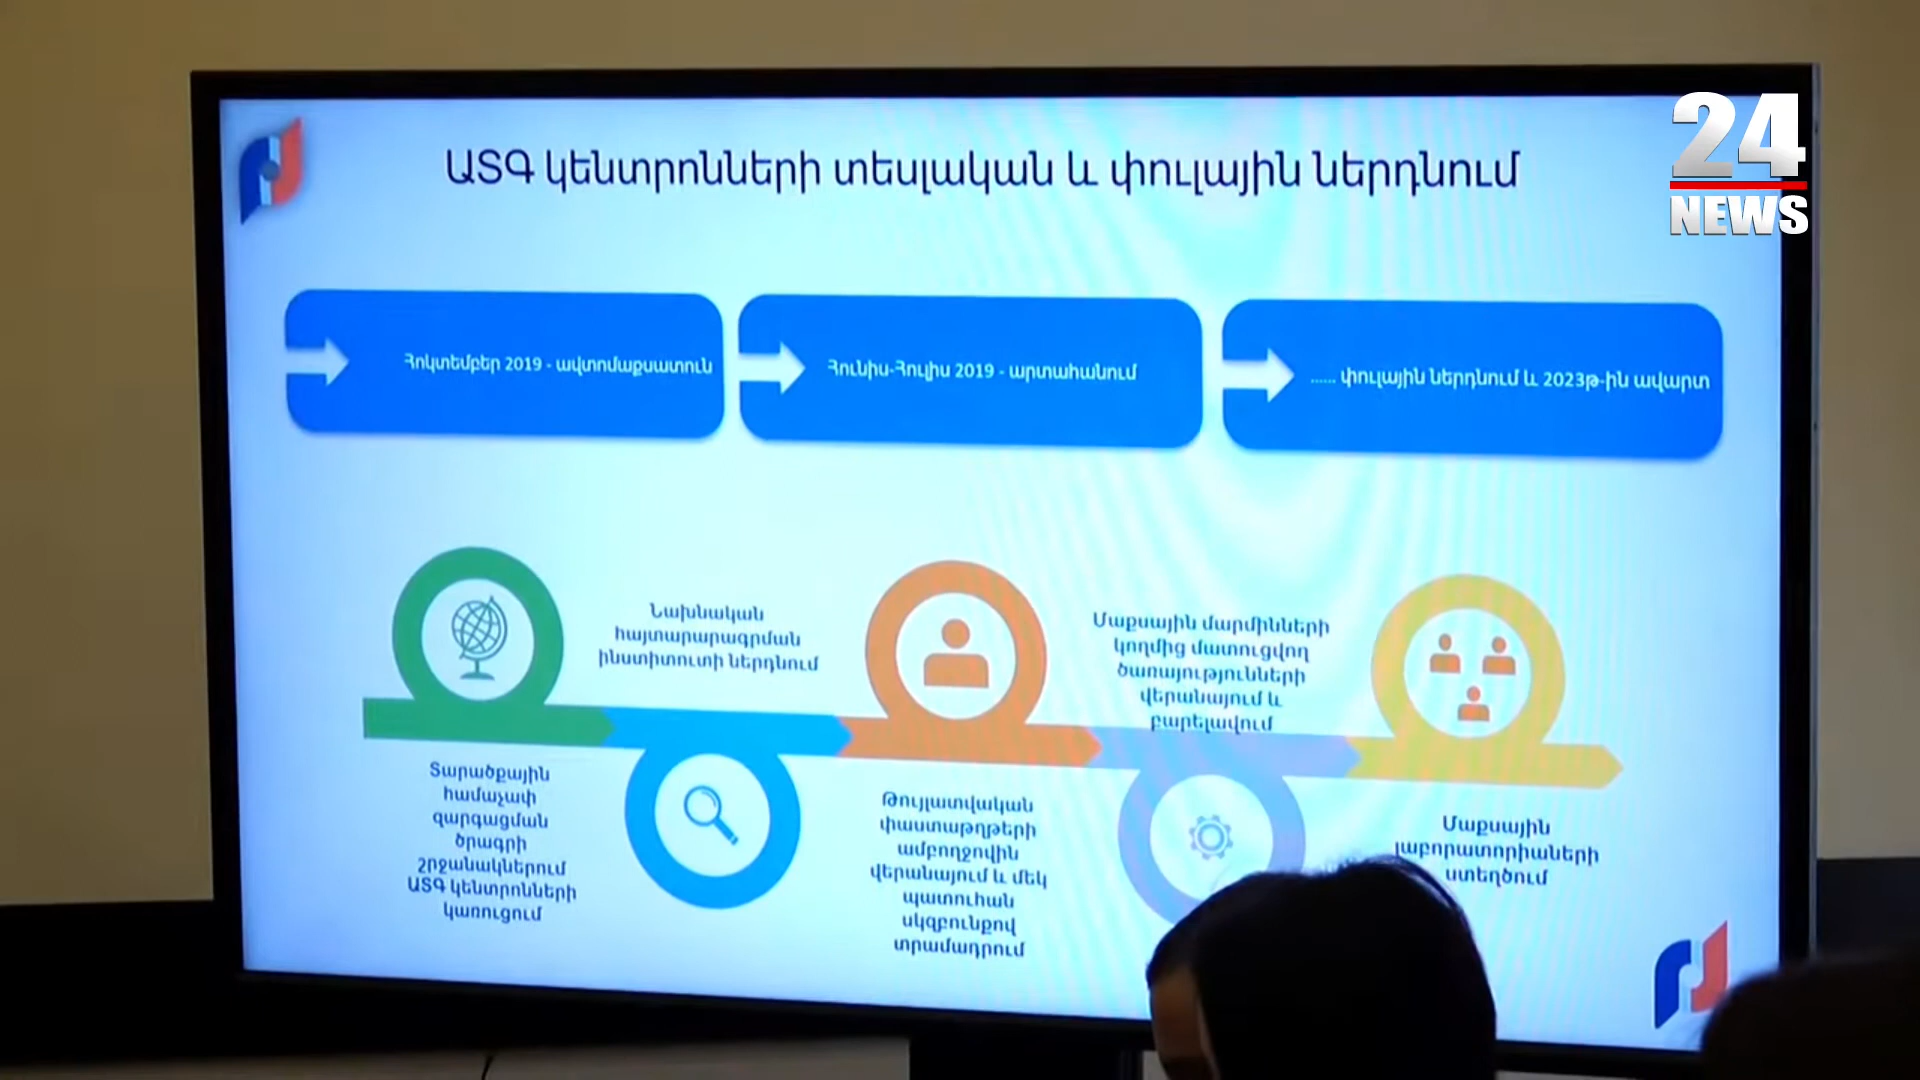 ԱՏԳ կենտրոնների տեսլական և փուլային ներդնում
24
NEWS
Հոկտեմբեր 2019 - ավտոմաքսատուն
Հունիս-Հուլիս 2019 - արտահանում
...... փուլային ներդնում և 2023թ-ին ավարտ
Նախնական
հայտարարագրման
ինստիտուտի ներդնում
Մաքսային մարմինների
կողմից մատուցվող
ծառայությունների
վերանայում և
բարելավում
Տարածքային
համաչափ
զարգացման
ծրագրի
շրջանակներում
ԱՏԳ կենտրոնների
կառուցում
Թույլատվական
փաստաթղթերի
ամբողջովին
վերանայում և մեկ
պատուհան
սկզբունքով
տրամադրում
Մաքսային
լաբորատորիաների
ստեղծում